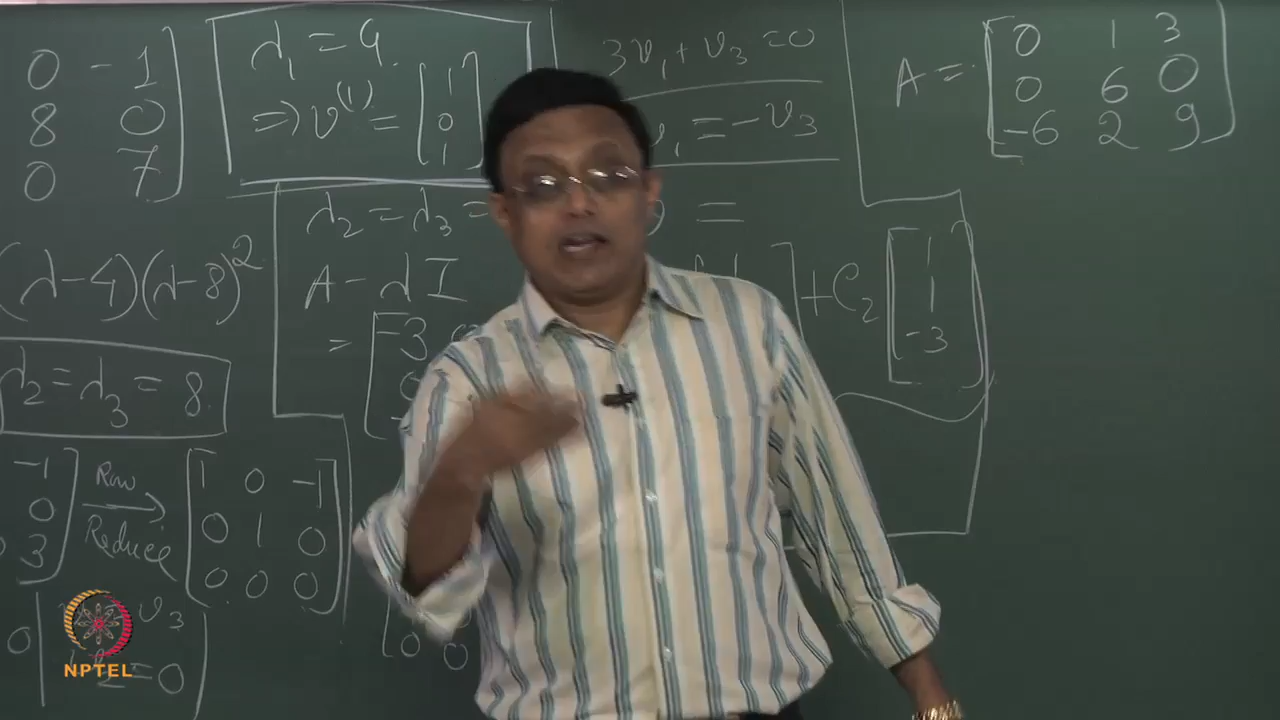 0 -1
8 0
0 7
λ₁ = 4.
⇒ v⁽¹⁾ = [1
0
1]
3v₁ + v₃ = 0
v₁ = -v₃
A = [0 1 3
0 6 0
-6 2 9]
(λ-4)(λ-8)²
λ₂ = λ₃ = 8.
λ₂ = λ₃ =
A - λI
= [-3
+ C₂ [1
1
-3]
-1
0
3
Row
Reduce
[1 0 -1
0 1 0
0 0 0]
v₃
= 0
0 0
NPTEL